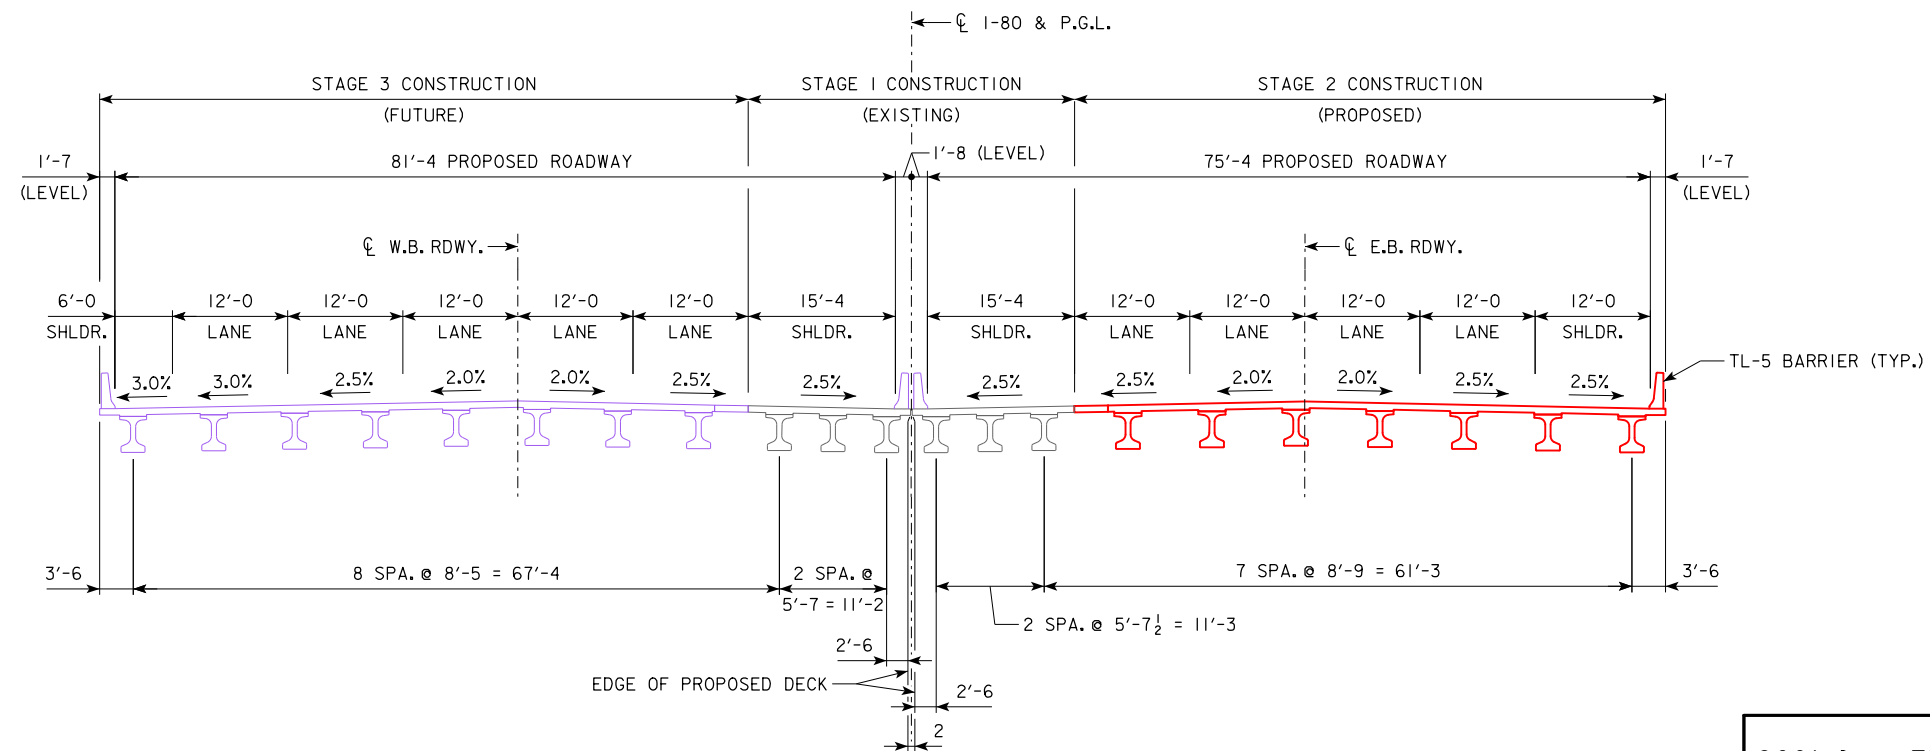 ℄ I-80 & P.G.L.
STAGE 3 CONSTRUCTION
(FUTURE)
STAGE 1 CONSTRUCTION
(EXISTING)
STAGE 2 CONSTRUCTION
(PROPOSED)
1'-7
(LEVEL)
81'-4 PROPOSED ROADWAY
1'-8 (LEVEL)
75'-4 PROPOSED ROADWAY
1'-7
(LEVEL)
℄ W.B. RDWY.
℄ E.B. RDWY.
6'-0
SHLDR.
12'-0
LANE
12'-0
LANE
12'-0
LANE
12'-0
LANE
12'-0
LANE
15'-4
SHLDR.
15'-4
SHLDR.
12'-0
LANE
12'-0
LANE
12'-0
LANE
12'-0
LANE
12'-0
SHLDR.
TL-5 BARRIER (TYP.)
3.0% 3.0% 2.5% 2.0% 2.0% 2.5% 2.5% 2.5% 2.5% 2.0% 2.0% 2.5% 2.5%
3'-6
8 SPA. @ 8'-5 = 67'-4
2 SPA. @
5'-7 = 11'-2
7 SPA. @ 8'-9 = 61'-3
3'-6
2 SPA. @ 5'-7½ = 11'-3
2'-6
EDGE OF PROPOSED DECK
2'-6
2